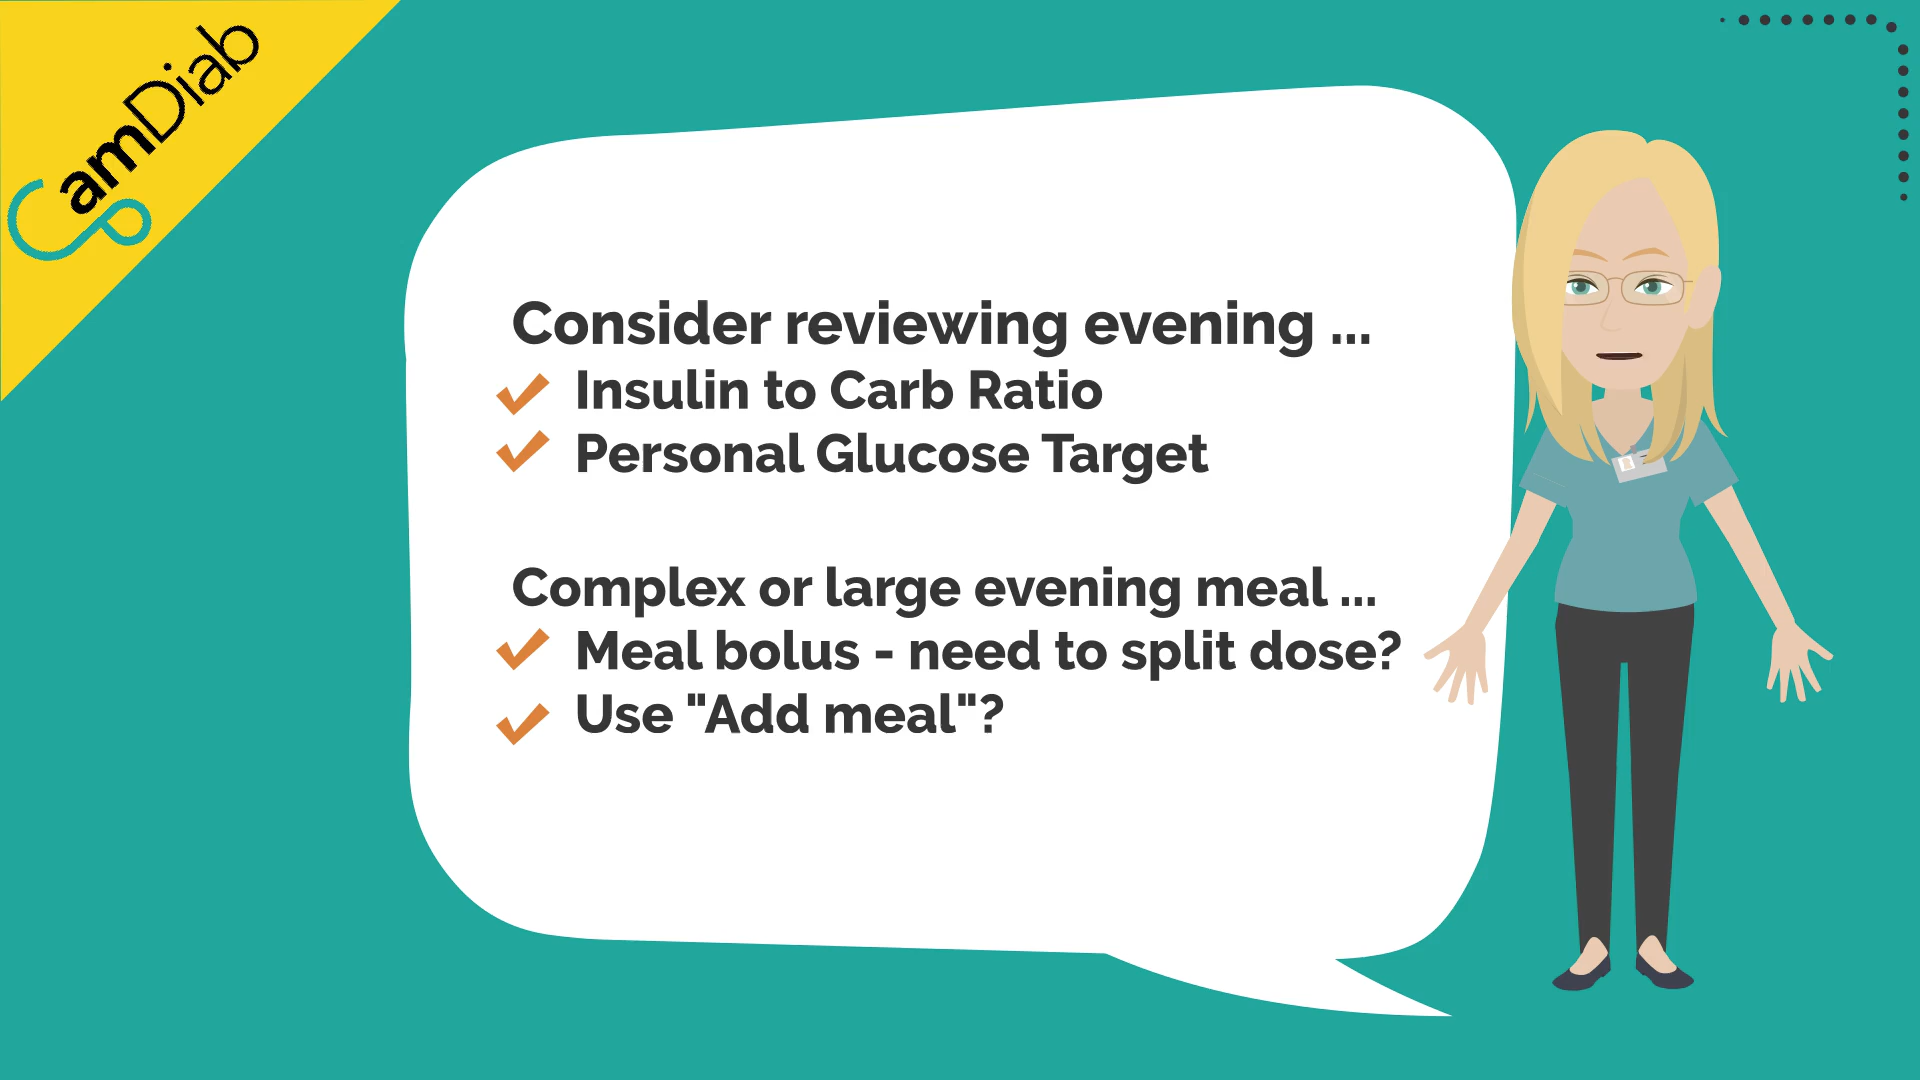 CamDiab
Consider reviewing evening ...
Insulin to Carb Ratio
Personal Glucose Target
Complex or large evening meal ...
Meal bolus - need to split dose?
Use "Add meal"?